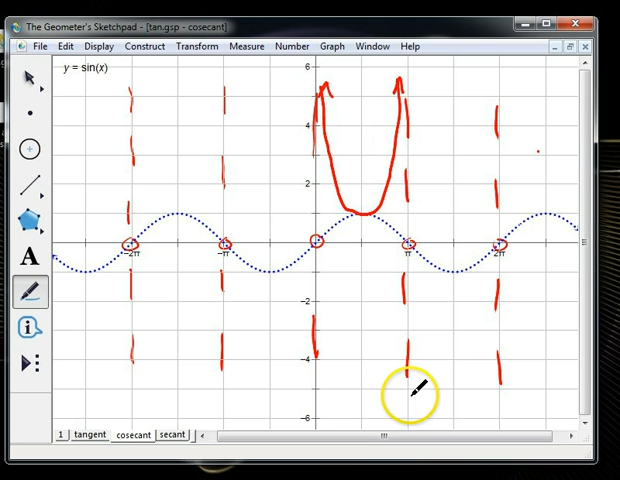 The Geometer's Sketchpad - [tan.gsp - cosecant]
File Edit Display Construct Transform Measure Number Graph Window Help
y = sin(x)
6
4
2
-2π -π π 2π
-2
-4
-6
A
i
1 tangent cosecant secant